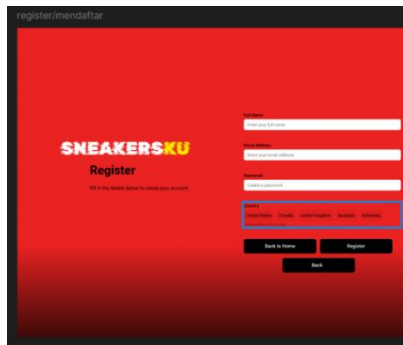 register/mendaftar
SNEAKERSKU
Register
Fill in the details below to create your account
Full Name
Enter your full name
Email Address
Enter your email address
Password
Create a password
Country
United States Canada United Kingdom Australia Indonesia
Back to Home Register
Back